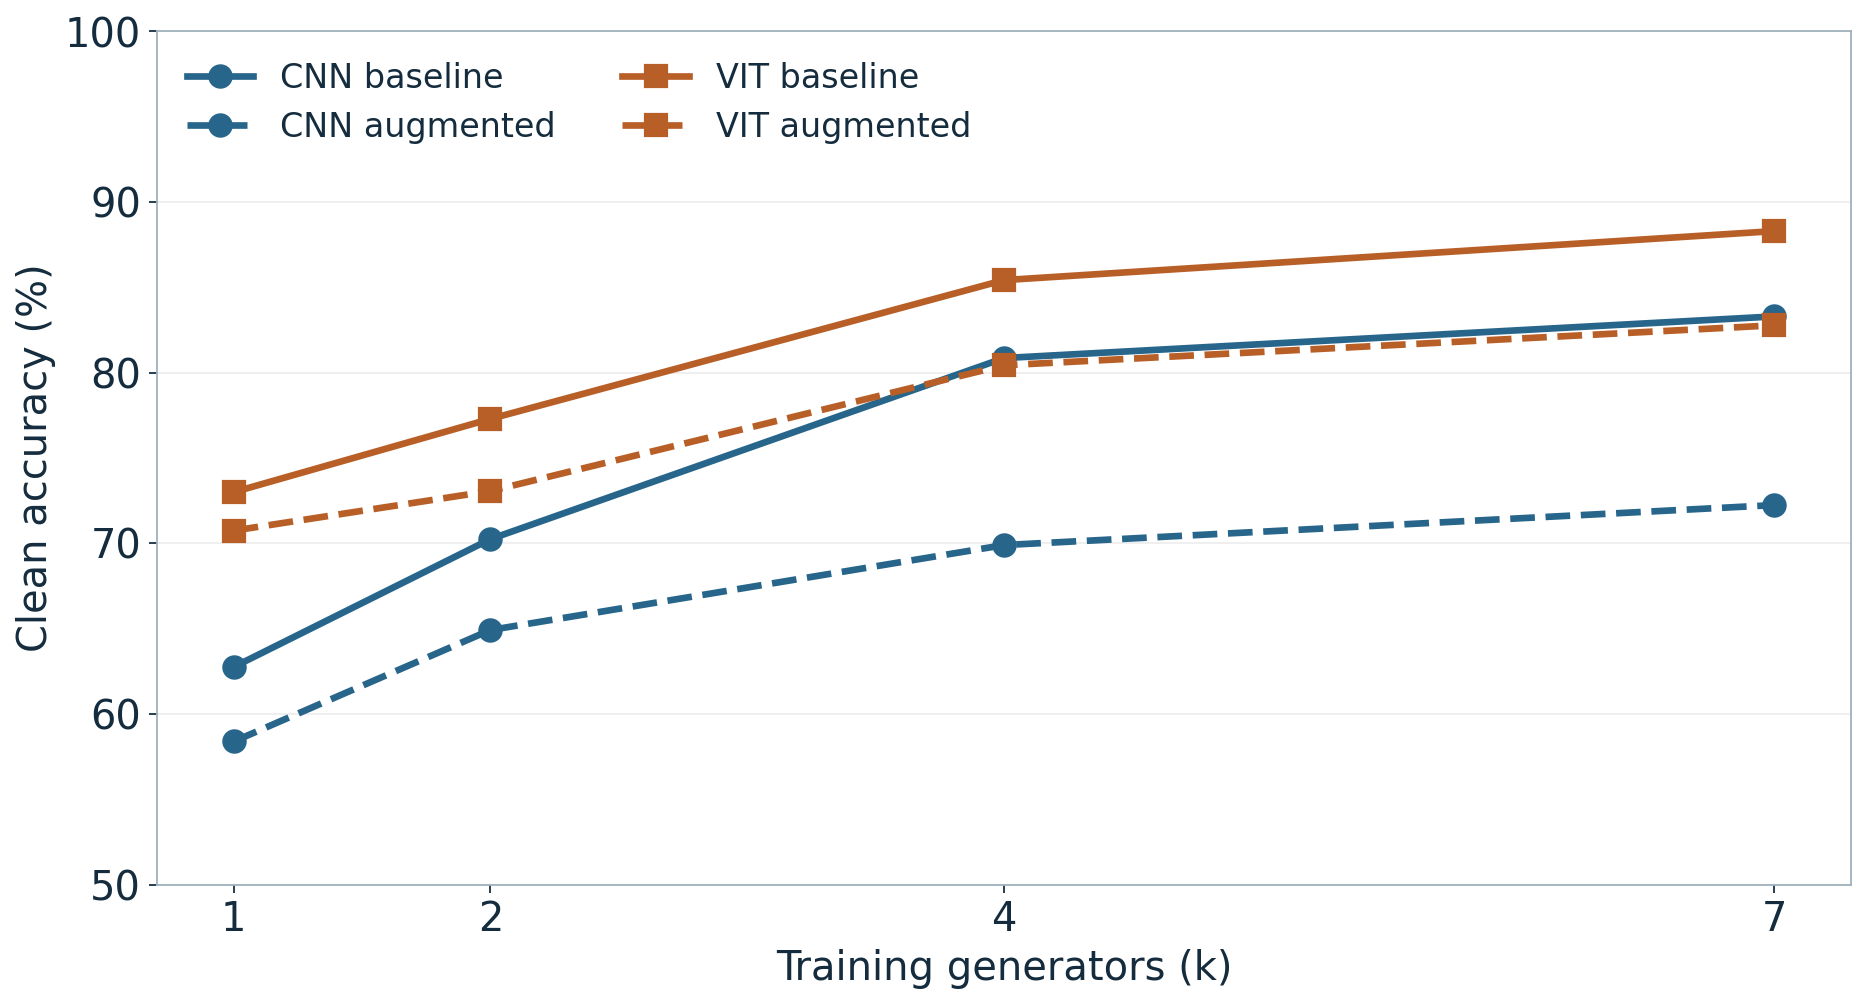 100
90
80
70
60
50
Clean accuracy (%)
CNN baseline
CNN augmented
VIT baseline
VIT augmented
1 2 4 7
Training generators (k)